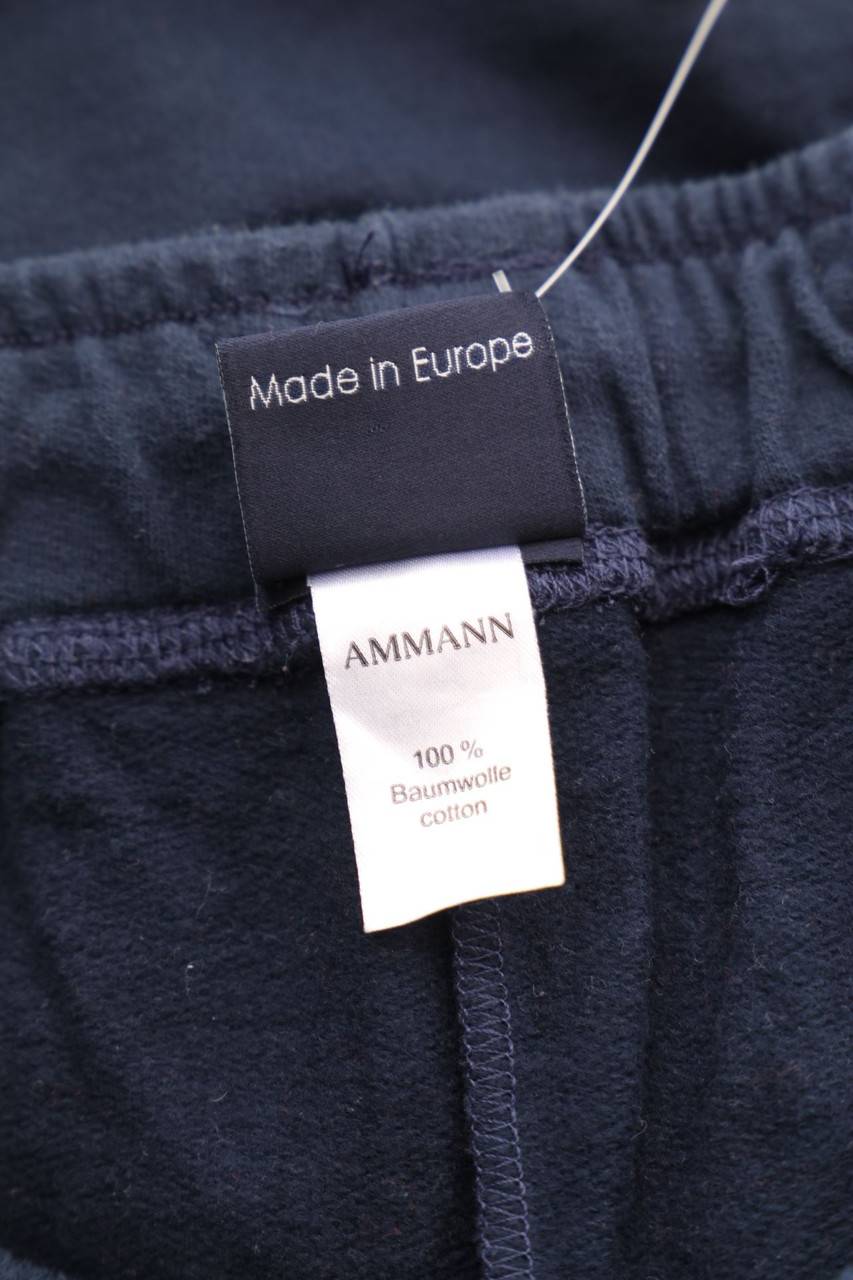 Made in Europe
AMMANN
100 %
Baumwolle
cotton